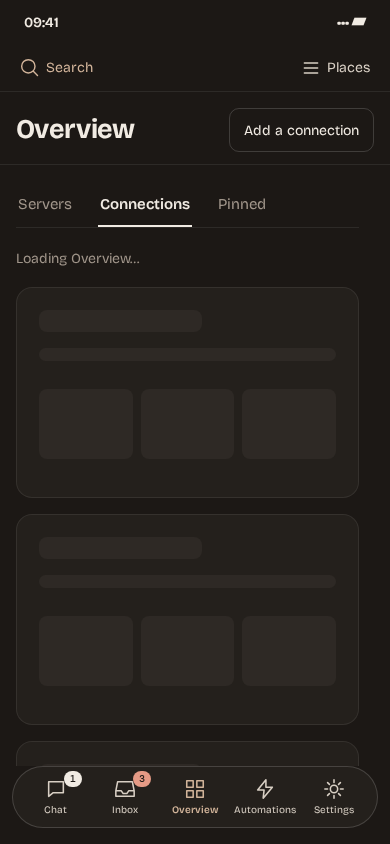 09:41
Search
Places
Overview
Add a connection
Servers
Connections
Pinned
Loading Overview...
1
3
Chat
Inbox
Overview
Automations
Settings